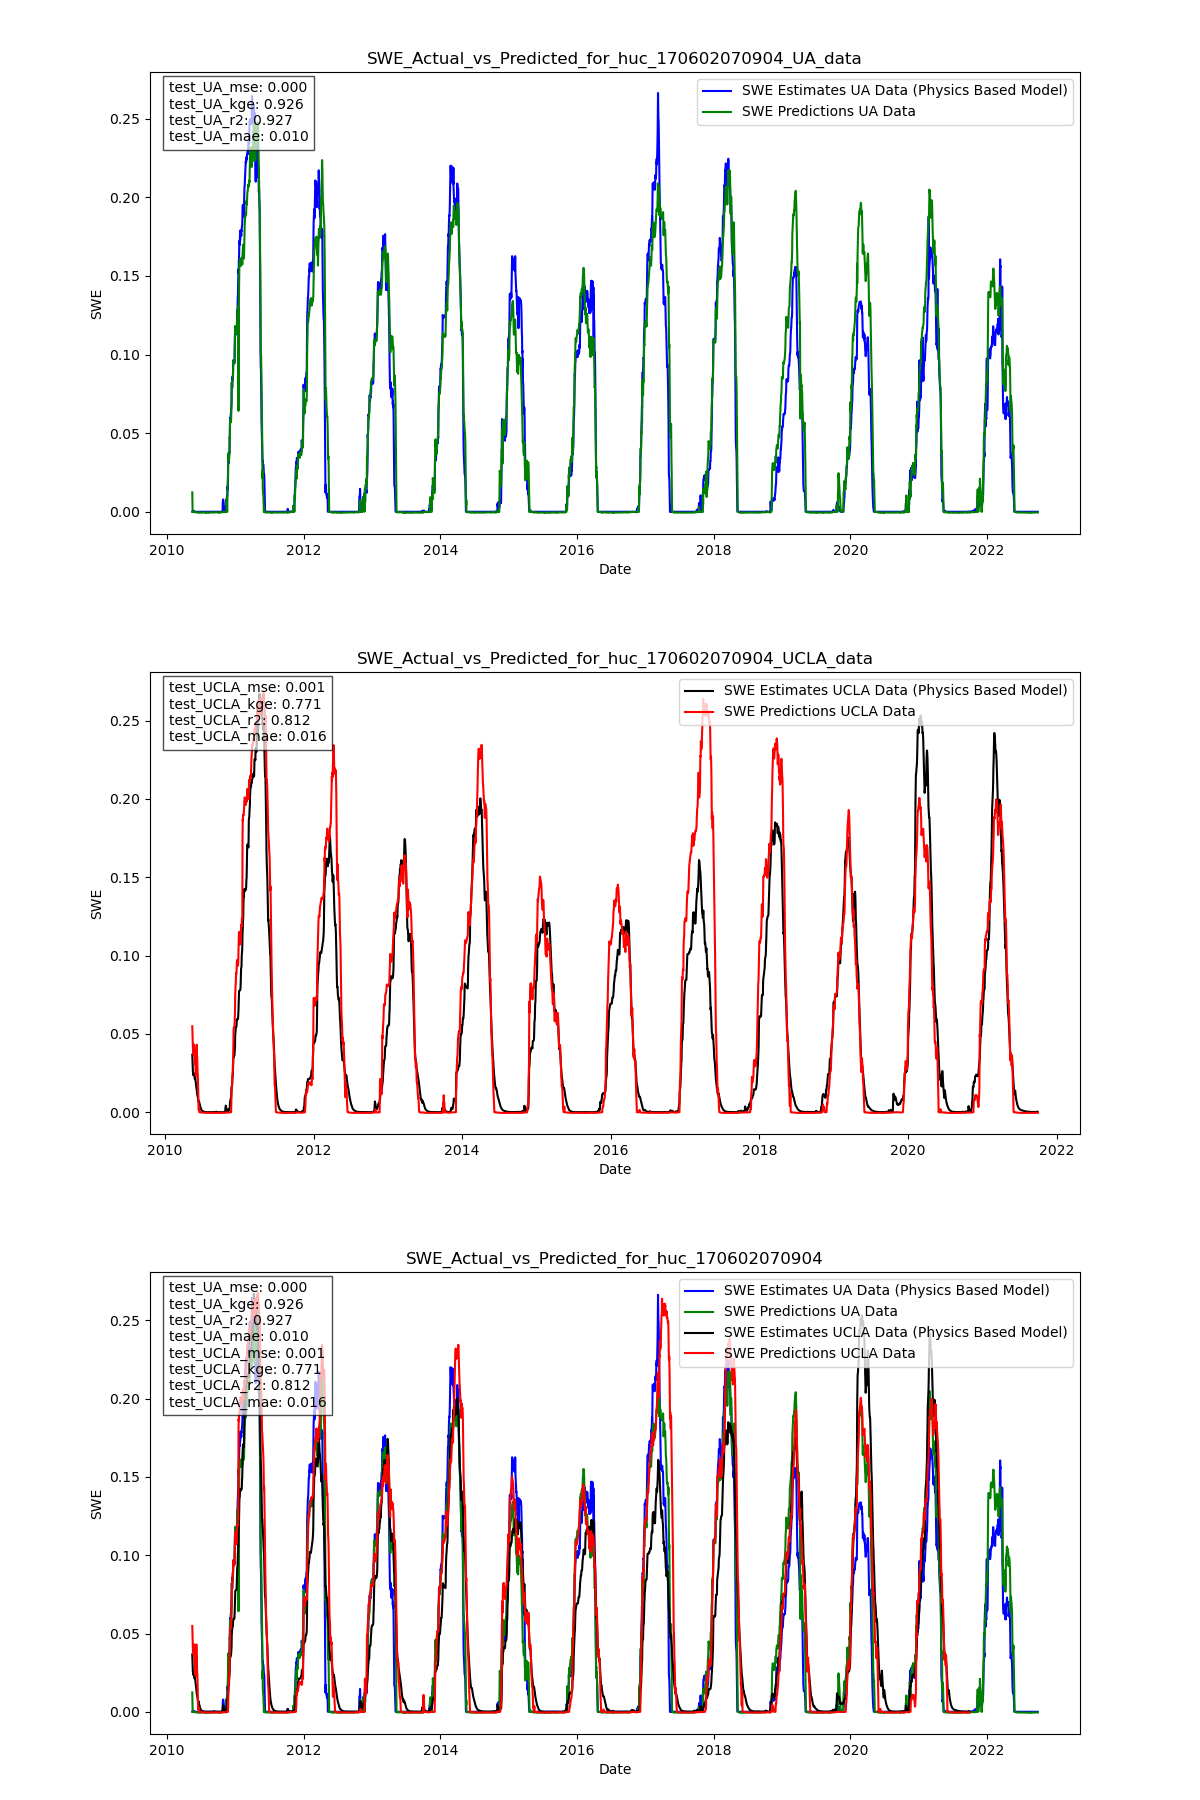 SWE_Actual_vs_Predicted_for_huc_170602070904_UA_data
test_UA_mse: 0.000
test_UA_kge: 0.926
test_UA_r2: 0.927
test_UA_mae: 0.010
SWE Estimates UA Data (Physics Based Model)
SWE Predictions UA Data
0.25
0.20
0.15
0.10
0.05
0.00
SWE
2010 2012 2014 2016 2018 2020 2022
Date
SWE_Actual_vs_Predicted_for_huc_170602070904_UCLA_data
test_UCLA_mse: 0.001
test_UCLA_kge: 0.771
test_UCLA_r2: 0.812
test_UCLA_mae: 0.016
SWE Estimates UCLA Data (Physics Based Model)
SWE Predictions UCLA Data
0.25
0.20
0.15
0.10
0.05
0.00
SWE
2010 2012 2014 2016 2018 2020 2022
Date
SWE_Actual_vs_Predicted_for_huc_170602070904
test_UA_mse: 0.000
test_UA_kge: 0.926
test_UA_r2: 0.927
test_UA_mae: 0.010
test_UCLA_mse: 0.001
test_UCLA_kge: 0.771
test_UCLA_r2: 0.812
test_UCLA_mae: 0.016
SWE Estimates UA Data (Physics Based Model)
SWE Predictions UA Data
SWE Estimates UCLA Data (Physics Based Model)
SWE Predictions UCLA Data
0.25
0.20
0.15
0.10
0.05
0.00
SWE
2010 2012 2014 2016 2018 2020 2022
Date